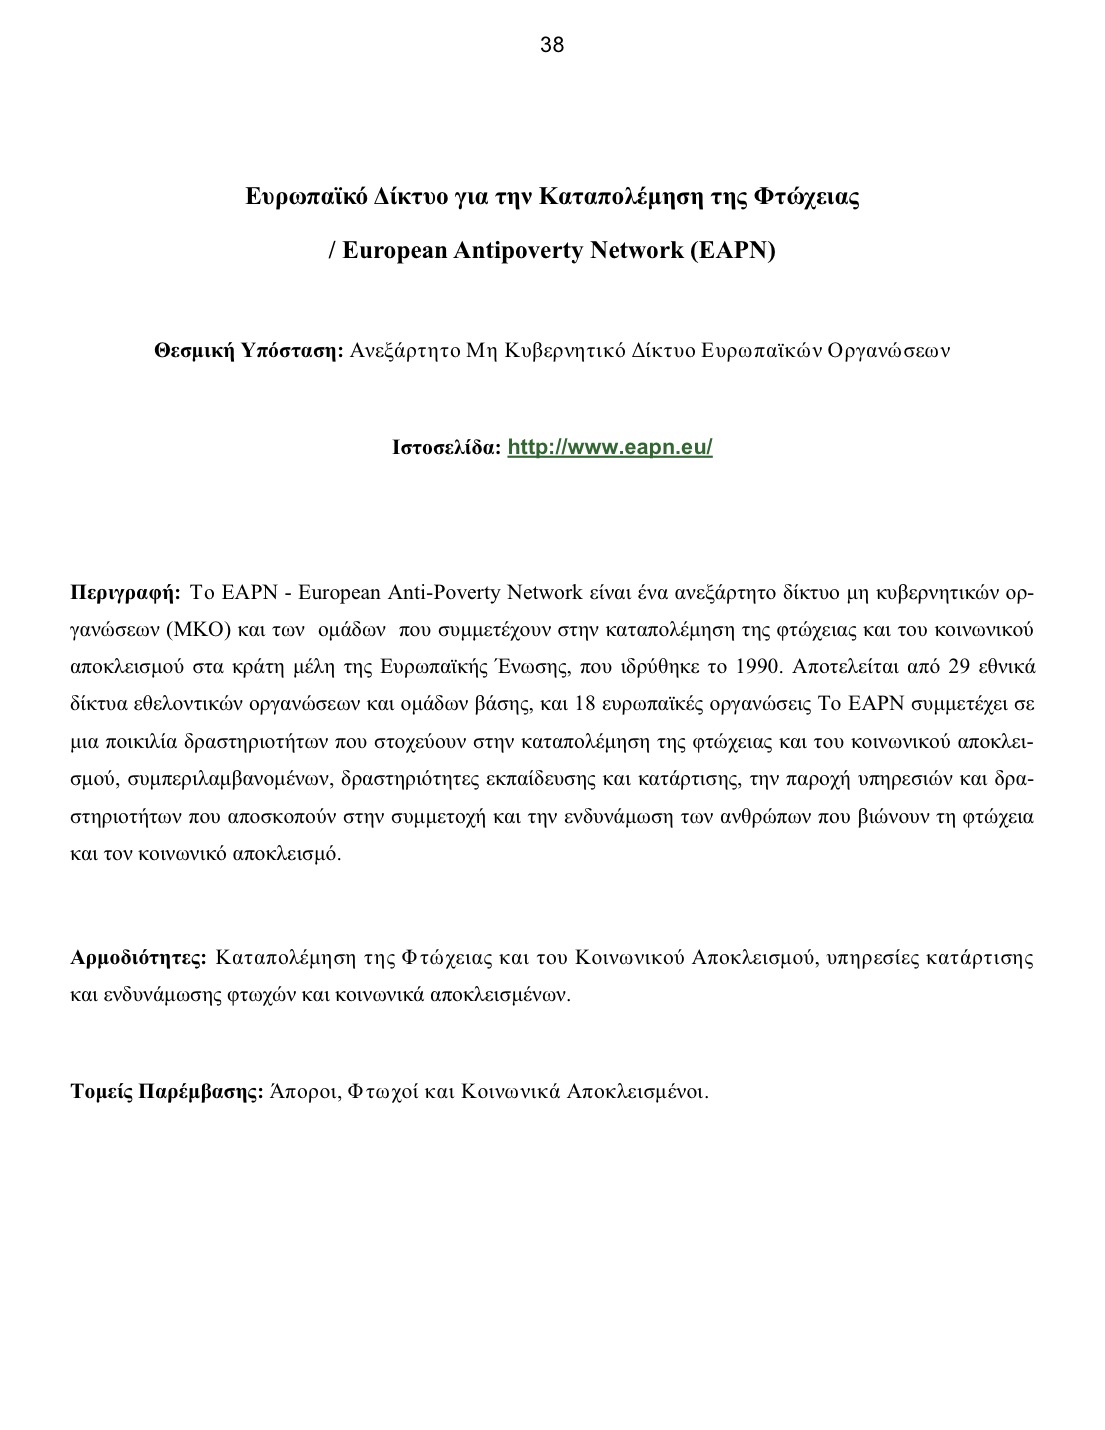 38
Ευρωπαϊκό Δίκτυο για την Καταπολέμηση της Φτώχειας
/ European Antipoverty Network (EAPN)
Θεσμική Υπόσταση: Ανεξάρτητο Μη Κυβερνητικό Δίκτυο Ευρωπαϊκών Οργανώσεων
Ιστοσελίδα: http://www.eapn.eu/
Περιγραφή: Το EAPN - European Anti-Poverty Network είναι ένα ανεξάρτητο δίκτυο μη κυβερνητικών ορ-
γανώσεων (ΜΚΟ) και των ομάδων που συμμετέχουν στην καταπολέμηση της φτώχειας και του κοινωνικού
αποκλεισμού στα κράτη μέλη της Ευρωπαϊκής Ένωσης, που ιδρύθηκε το 1990. Αποτελείται από 29 εθνικά
δίκτυα εθελοντικών οργανώσεων και ομάδων βάσης, και 18 ευρωπαϊκές οργανώσεις Το EAPN συμμετέχει σε
μια ποικιλία δραστηριοτήτων που στοχεύουν στην καταπολέμηση της φτώχειας και του κοινωνικού αποκλει-
σμού, συμπεριλαμβανομένων, δραστηριότητες εκπαίδευσης και κατάρτισης, την παροχή υπηρεσιών και δρα-
στηριοτήτων που αποσκοπούν στην συμμετοχή και την ενδυνάμωση των ανθρώπων που βιώνουν τη φτώχεια
και τον κοινωνικό αποκλεισμό.
Αρμοδιότητες: Καταπολέμηση της Φτώχειας και του Κοινωνικού Αποκλεισμού, υπηρεσίες κατάρτισης
και ενδυνάμωσης φτωχών και κοινωνικά αποκλεισμένων.
Τομείς Παρέμβασης: Άποροι, Φτωχοί και Κοινωνικά Αποκλεισμένοι.